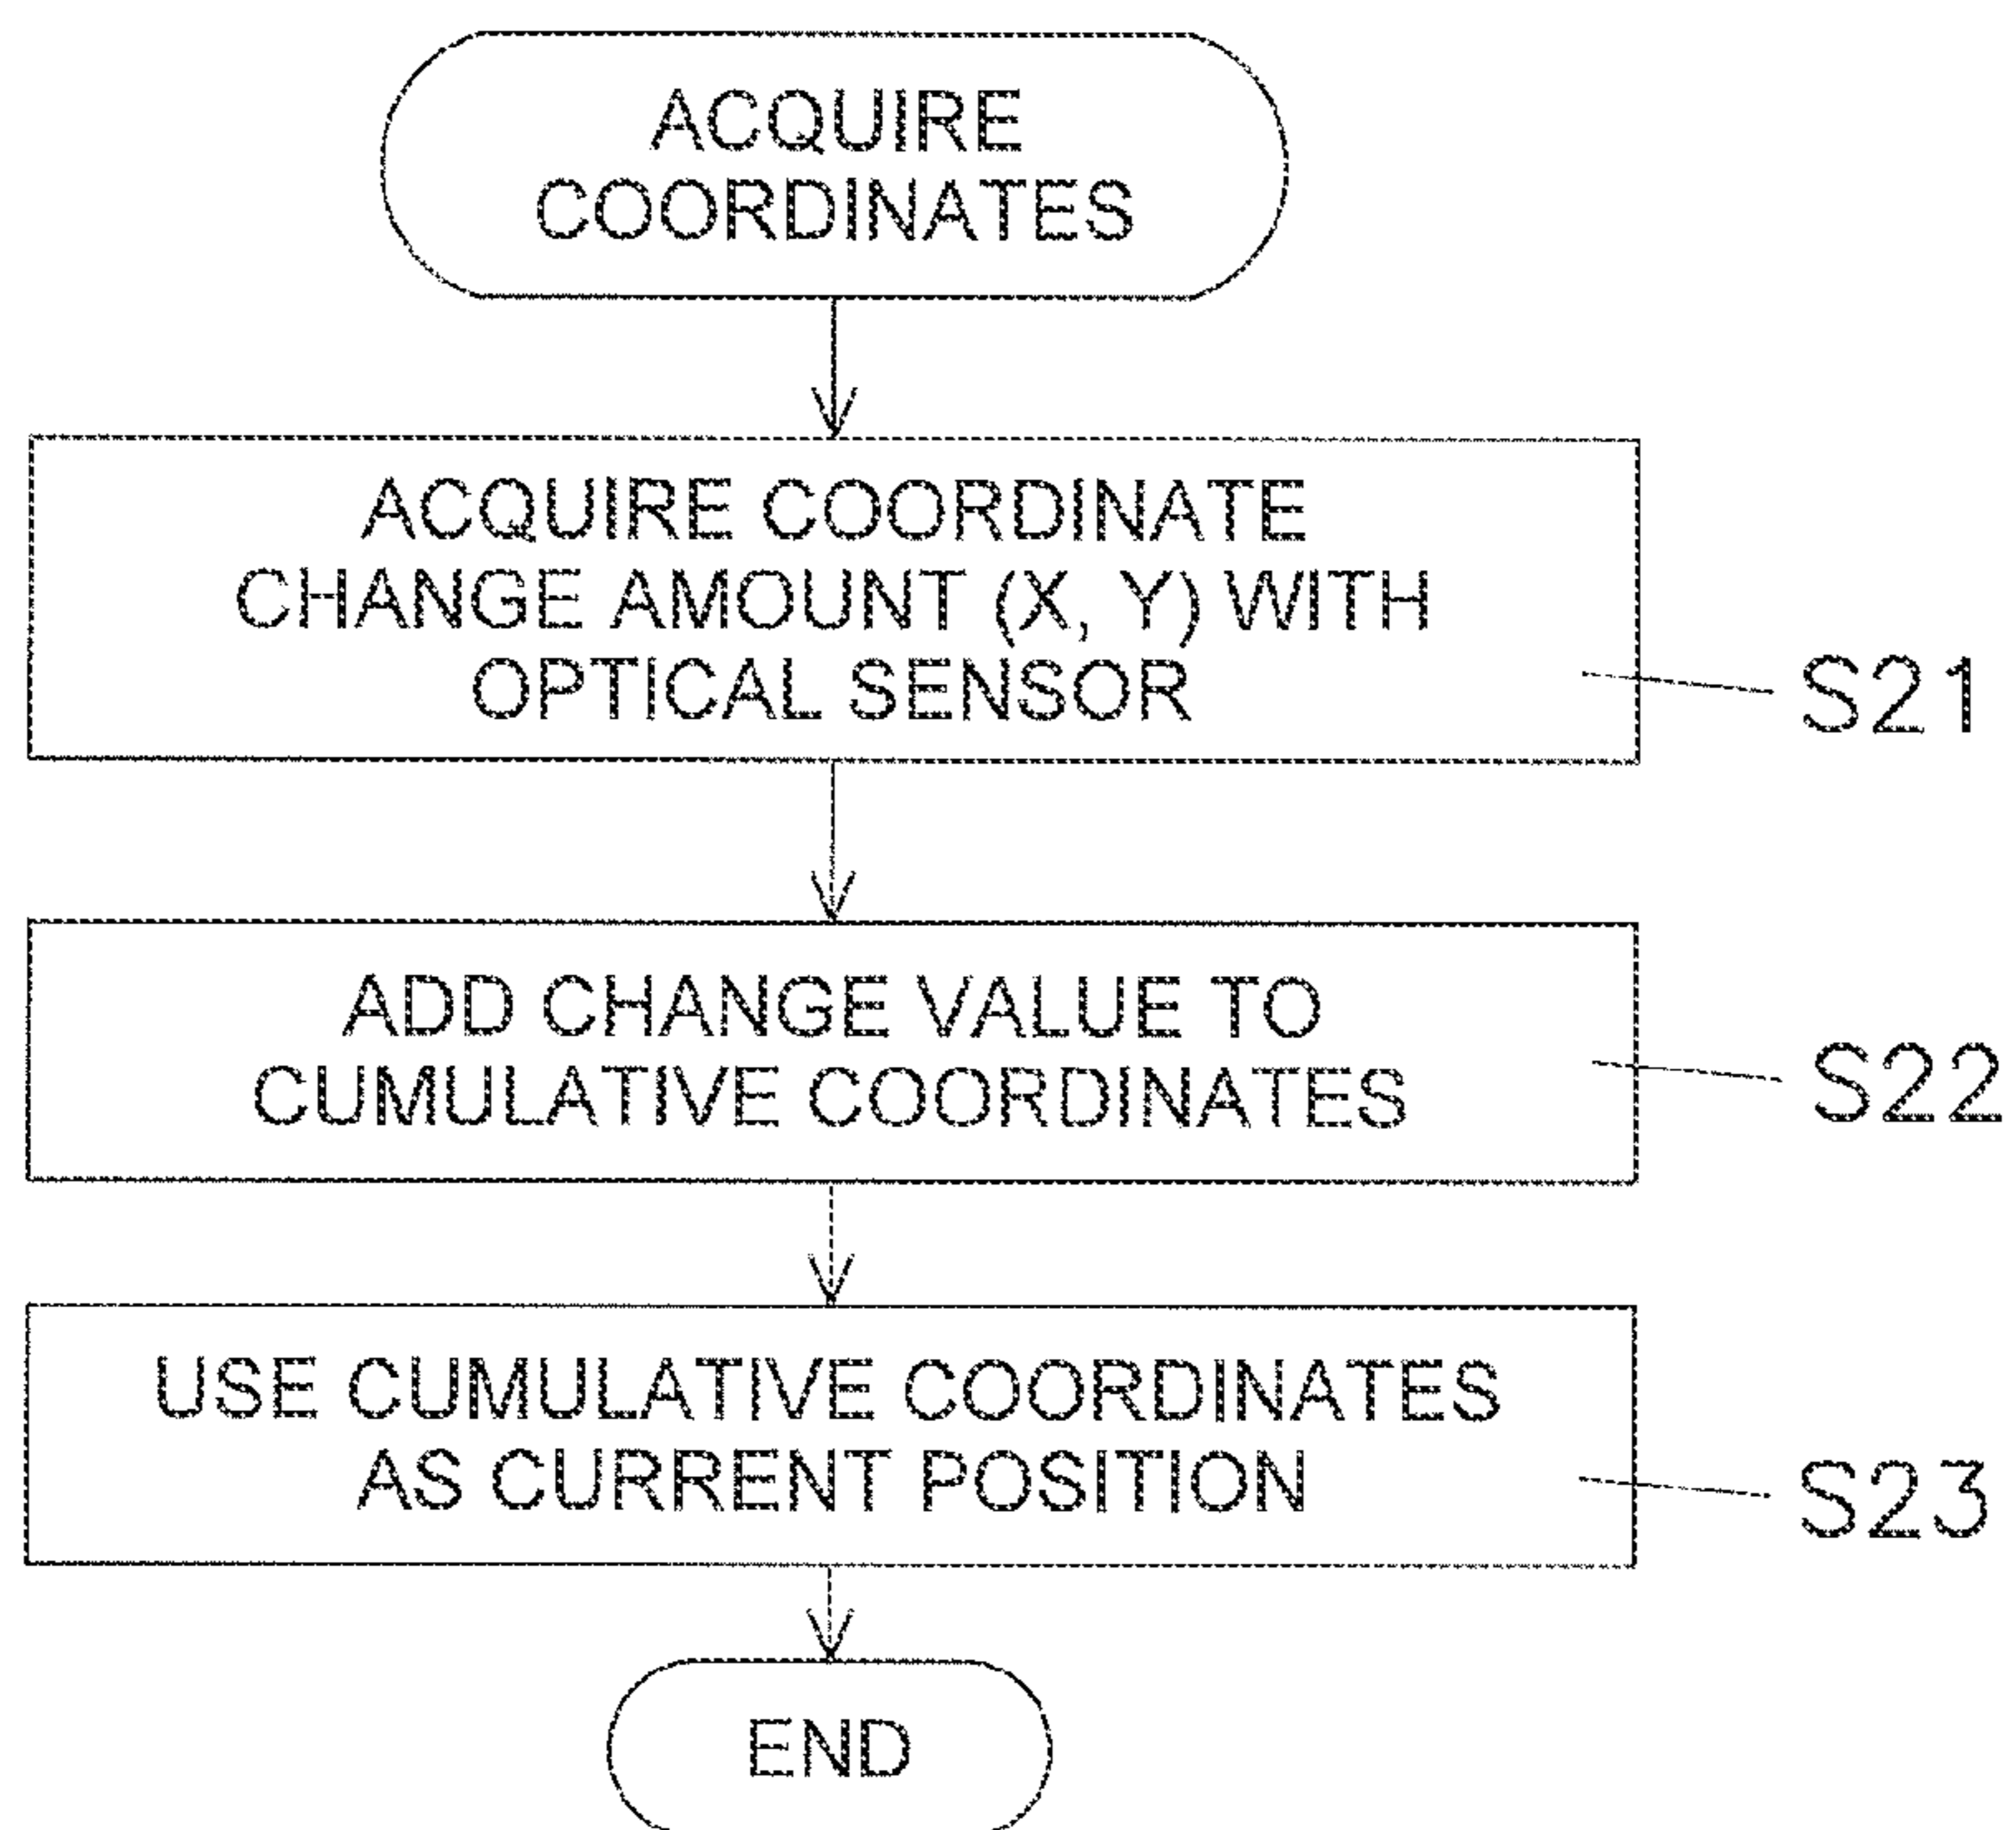 ACQUIRE
COORDINATES
ACQUIRE COORDINATE
CHANGE AMOUNT (X, Y) WITH
OPTICAL SENSOR
S21
ADD CHANGE VALUE TO
CUMULATIVE COORDINATES
S22
USE CUMULATIVE COORDINATES
AS CURRENT POSITION
S23
END